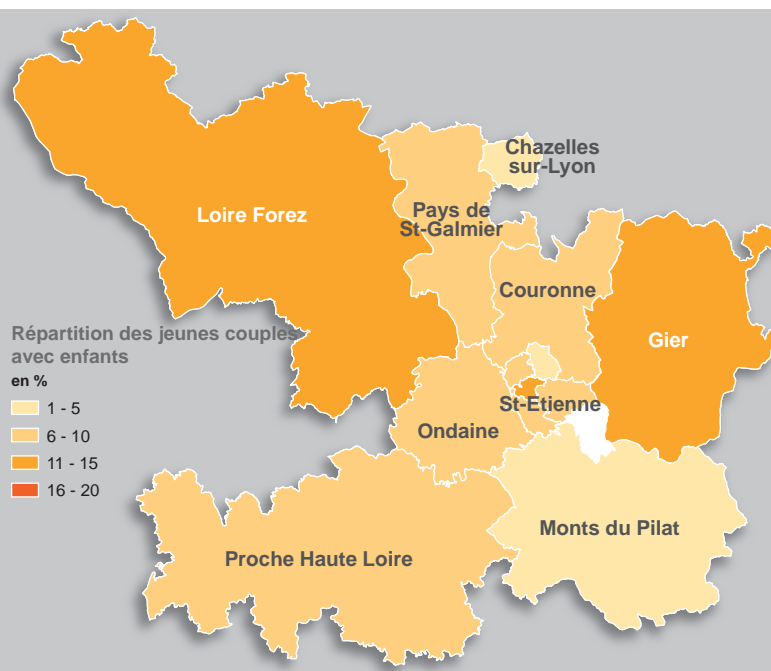 Chazelles
sur-Lyon
Loire Forez
Pays de
St-Galmier
Couronne
Gier
Répartition des jeunes couples
avec enfants
en %
1 - 5
6 - 10
11 - 15
16 - 20
St-Etienne
Ondaine
Monts du Pilat
Proche Haute Loire